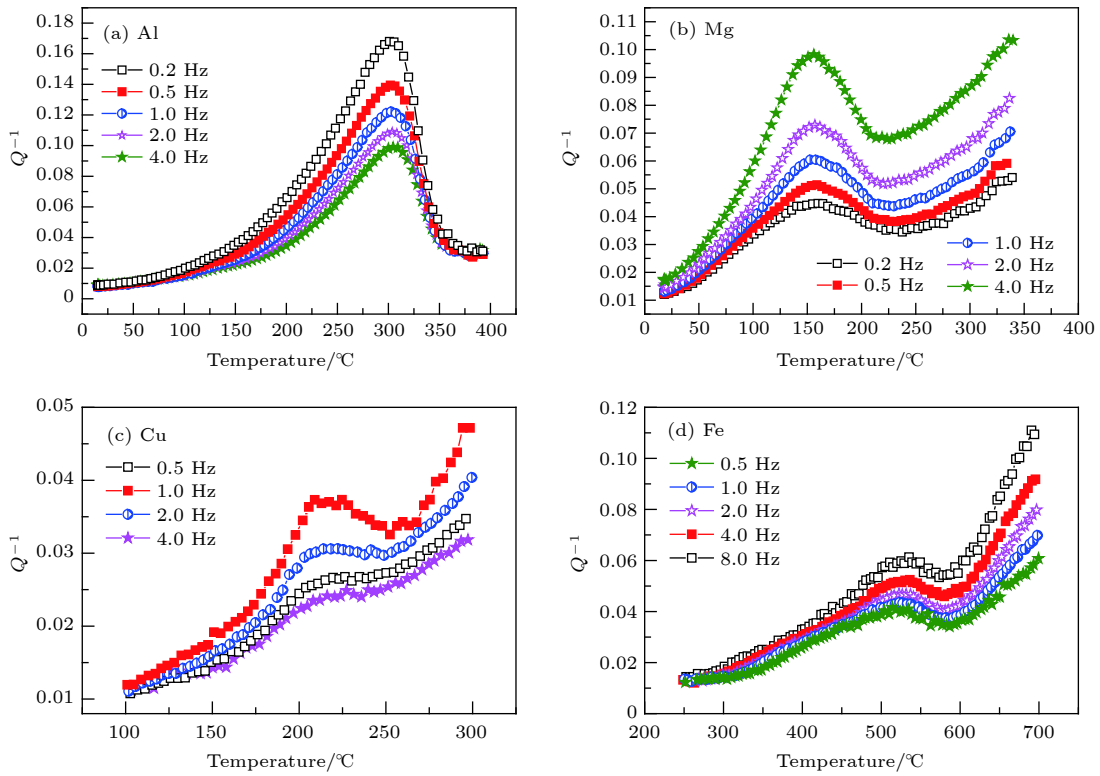 (a) Al
0.2 Hz
0.5 Hz
1.0 Hz
2.0 Hz
4.0 Hz
0.18
0.16
0.14
0.12
0.10
0.08
0.06
0.04
0.02
0
Q⁻¹
0 50 100 150 200 250 300 350 400
Temperature/℃
(b) Mg
1.0 Hz
0.2 Hz 2.0 Hz
0.5 Hz 4.0 Hz
0.11
0.10
0.09
0.08
0.07
0.06
0.05
0.04
0.03
0.02
0.01
Q⁻¹
0 50 100 150 200 250 300 350 400
Temperature/℃
(c) Cu
0.5 Hz
1.0 Hz
2.0 Hz
4.0 Hz
0.05
0.04
0.03
0.02
0.01
Q⁻¹
100 150 200 250 300
Temperature/℃
(d) Fe
0.5 Hz
1.0 Hz
2.0 Hz
4.0 Hz
8.0 Hz
0.12
0.10
0.08
0.06
0.04
0.02
0
Q⁻¹
200 300 400 500 600 700
Temperature/℃